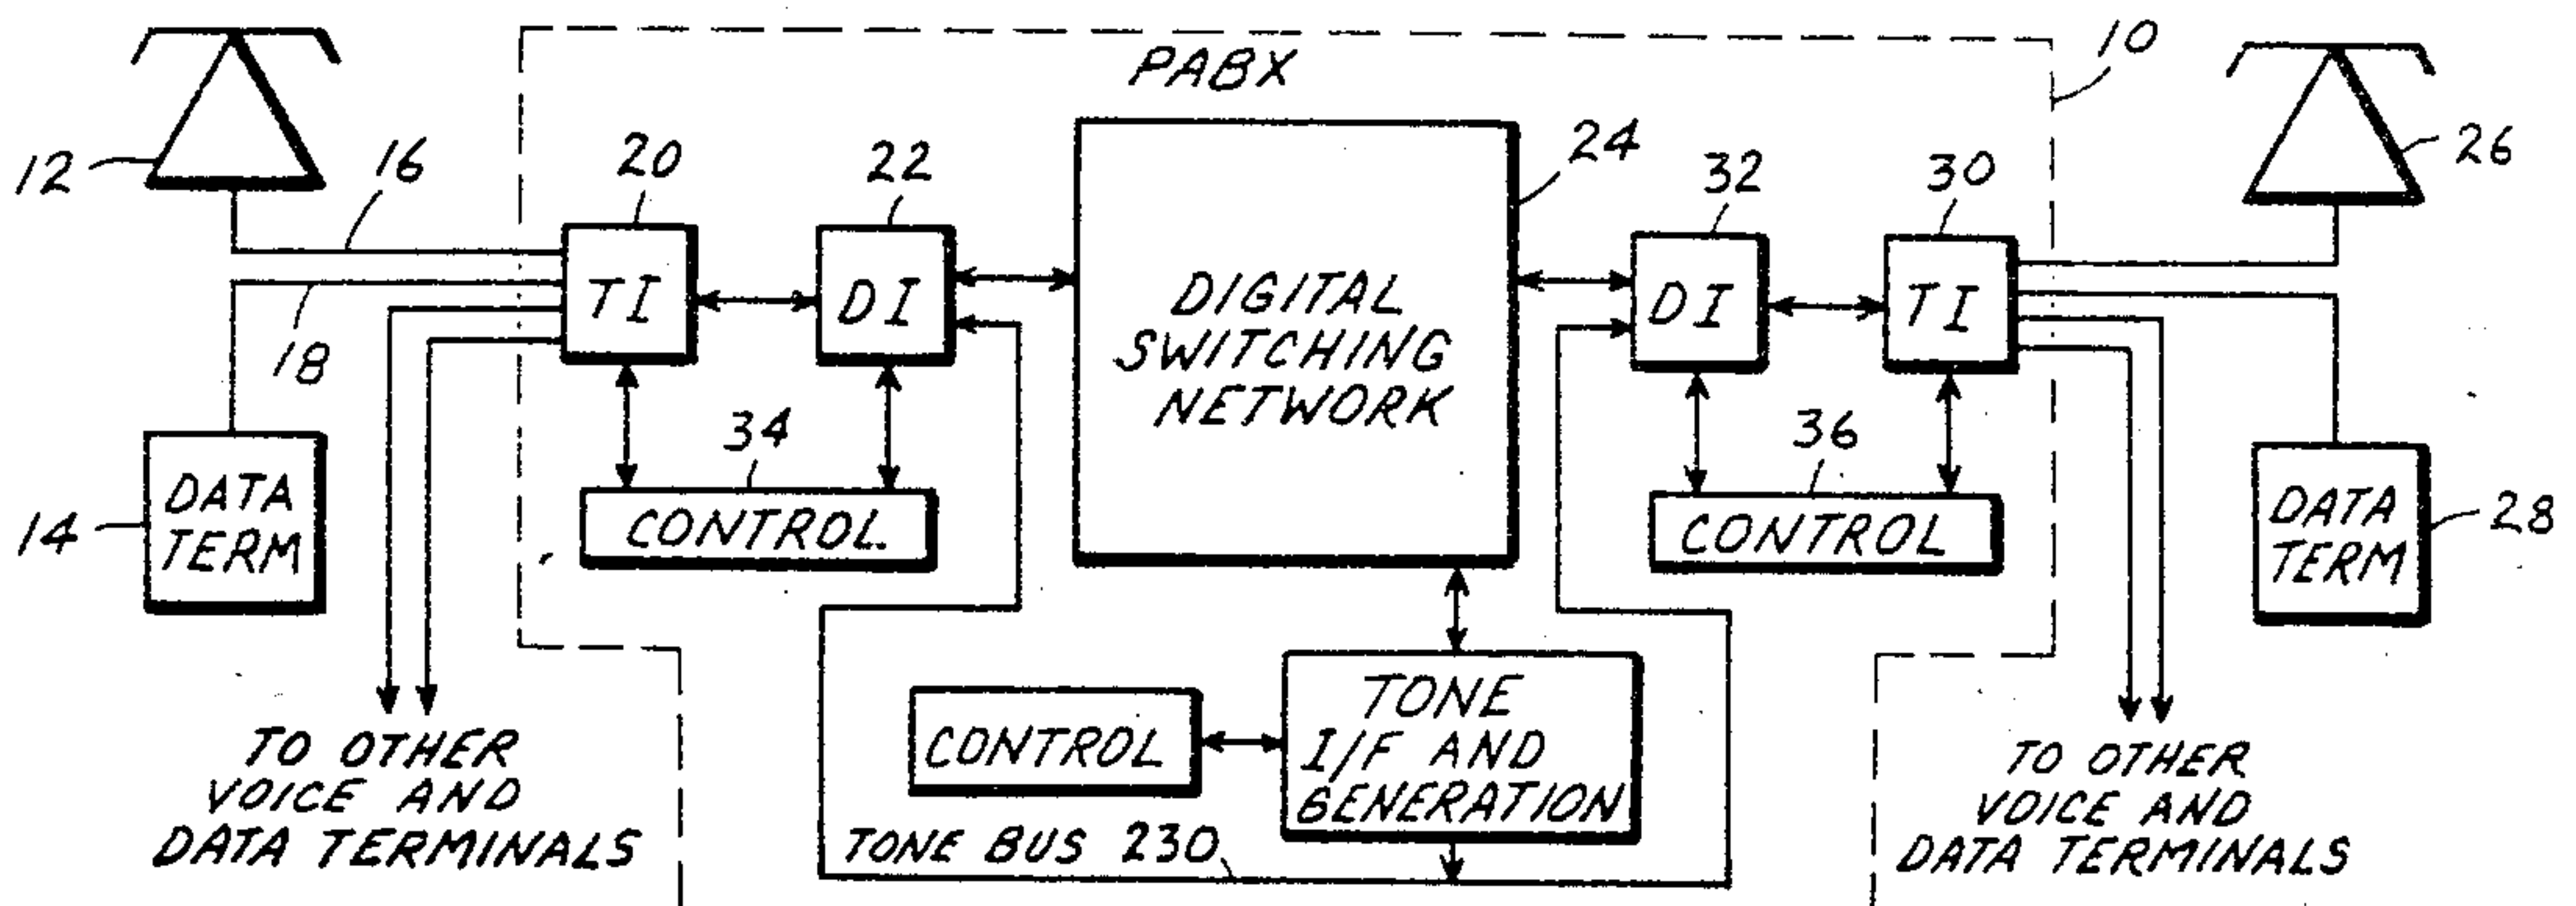 PABX
10
12
16
20
22
24
32
30
26
TI
DI
DIGITAL
SWITCHING
NETWORK
DI
TI
18
34
36
14
DATA
TERM
CONTROL.
CONTROL
DATA
TERM
28
TO OTHER
VOICE AND
DATA TERMINALS
CONTROL
TONE
I/F AND
GENERATION
TONE BUS 230
TO OTHER
VOICE AND
DATA TERMINALS